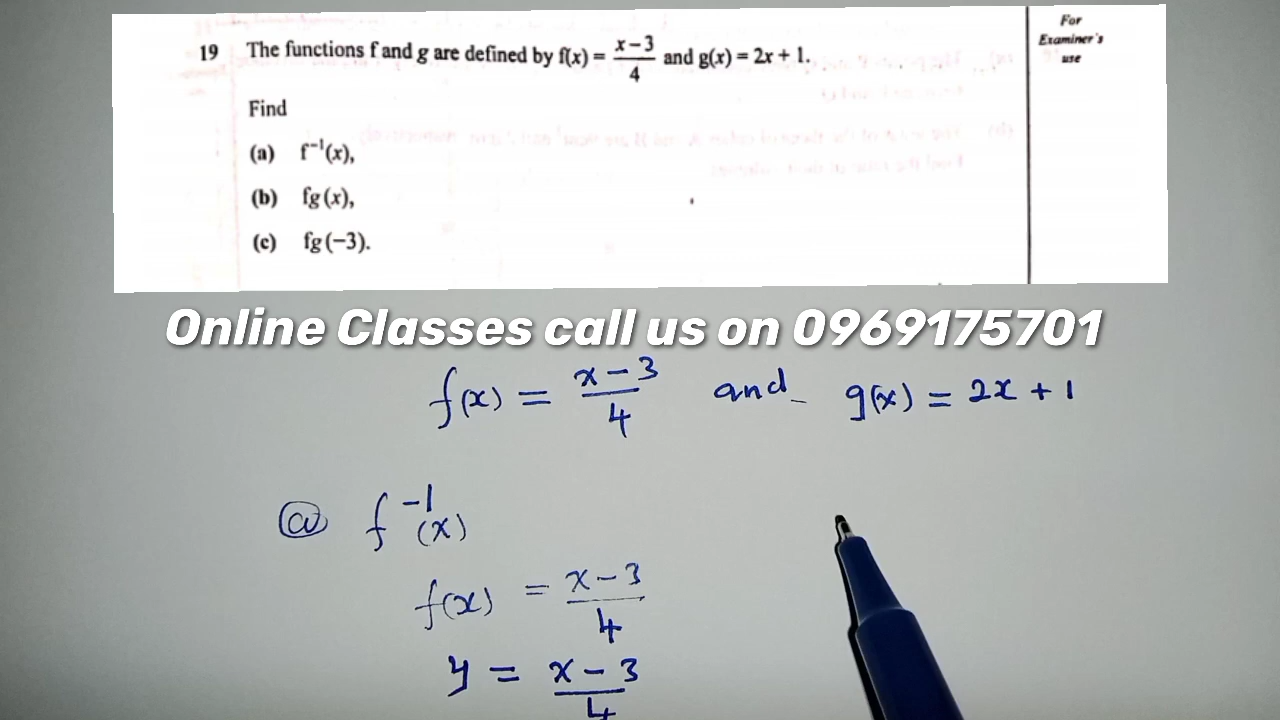 For
Examiner's
use
19 The functions f and g are defined by f(x) = x−3/4 and g(x) = 2x + 1.
Find
(a) f⁻¹(x),
(b) fg(x),
(c) fg(−3).
Online Classes call us on 0969175701
f(x) = x−3/4 and g(x) = 2x + 1
(a) f⁻¹(x)
f(x) = x−3/4
y = x−3/4